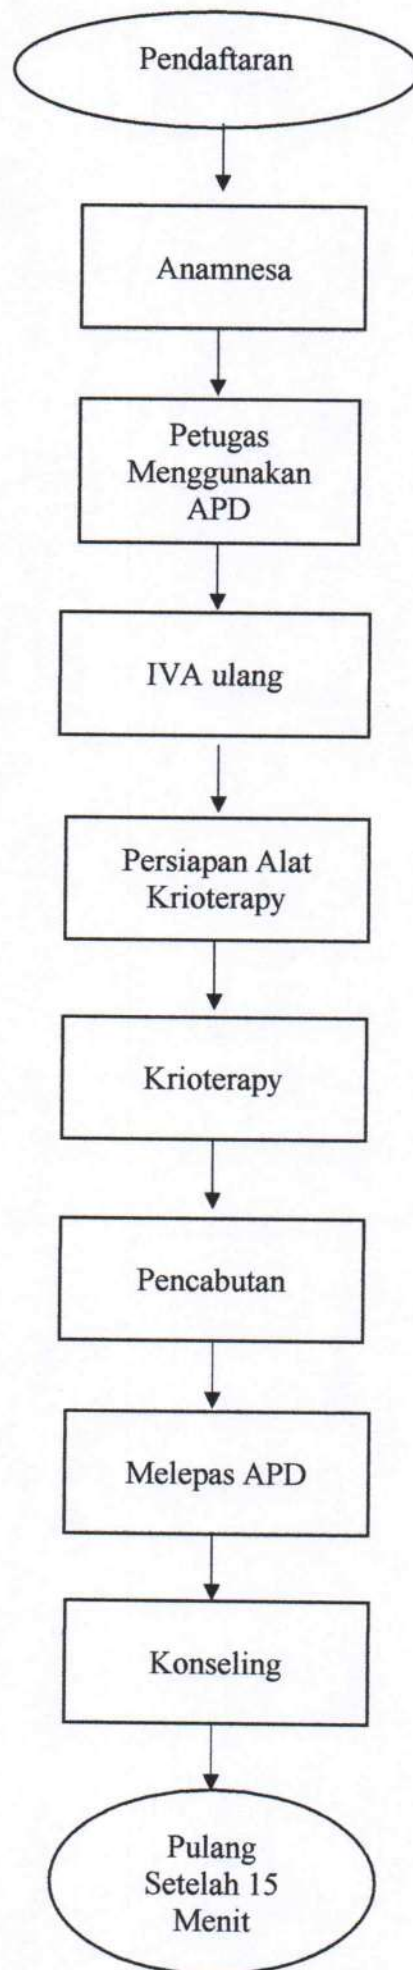 Pendaftaran
Anamnesa
Petugas
Menggunakan
APD
IVA ulang
Persiapan Alat
Krioterapy
Krioterapy
Pencabutan
Melepas APD
Konseling
Pulang
Setelah 15
Menit